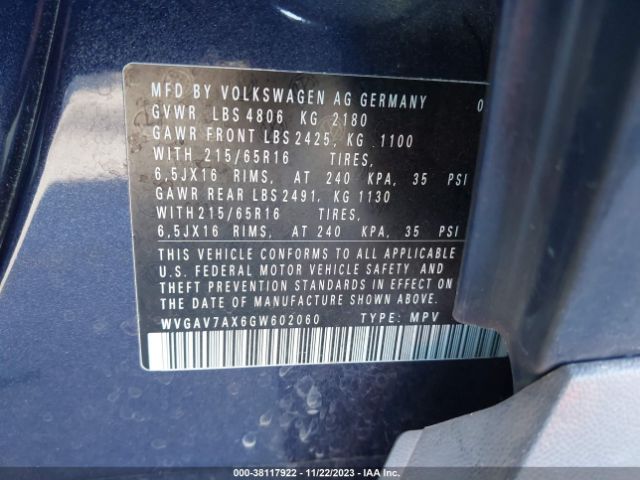 MFD BY VOLKSWAGEN AG GERMANY 0
GVWR LBS 4806 KG 2180
GAWR FRONT LBS 2425, KG 1100
WITH 215/65R16 TIRES,
6,5JX16 RIMS, AT 240 KPA, 35 PSI
GAWR REAR LBS 2491, KG 1130
WITH 215/65R16 TIRES,
6,5JX16 RIMS, AT 240 KPA, 35 PSI
THIS VEHICLE CONFORMS TO ALL APPLICABLE
U.S. FEDERAL MOTOR VEHICLE SAFETY AND
THEFT PREVENTION STANDARDS IN EFFECT ON
THE DATE OF MANUFACTURE SHOWN ABOVE.
WVGAV7AX6GW602060 TYPE: MPV
000-38117922 - 11/22/2023 - IAA Inc.